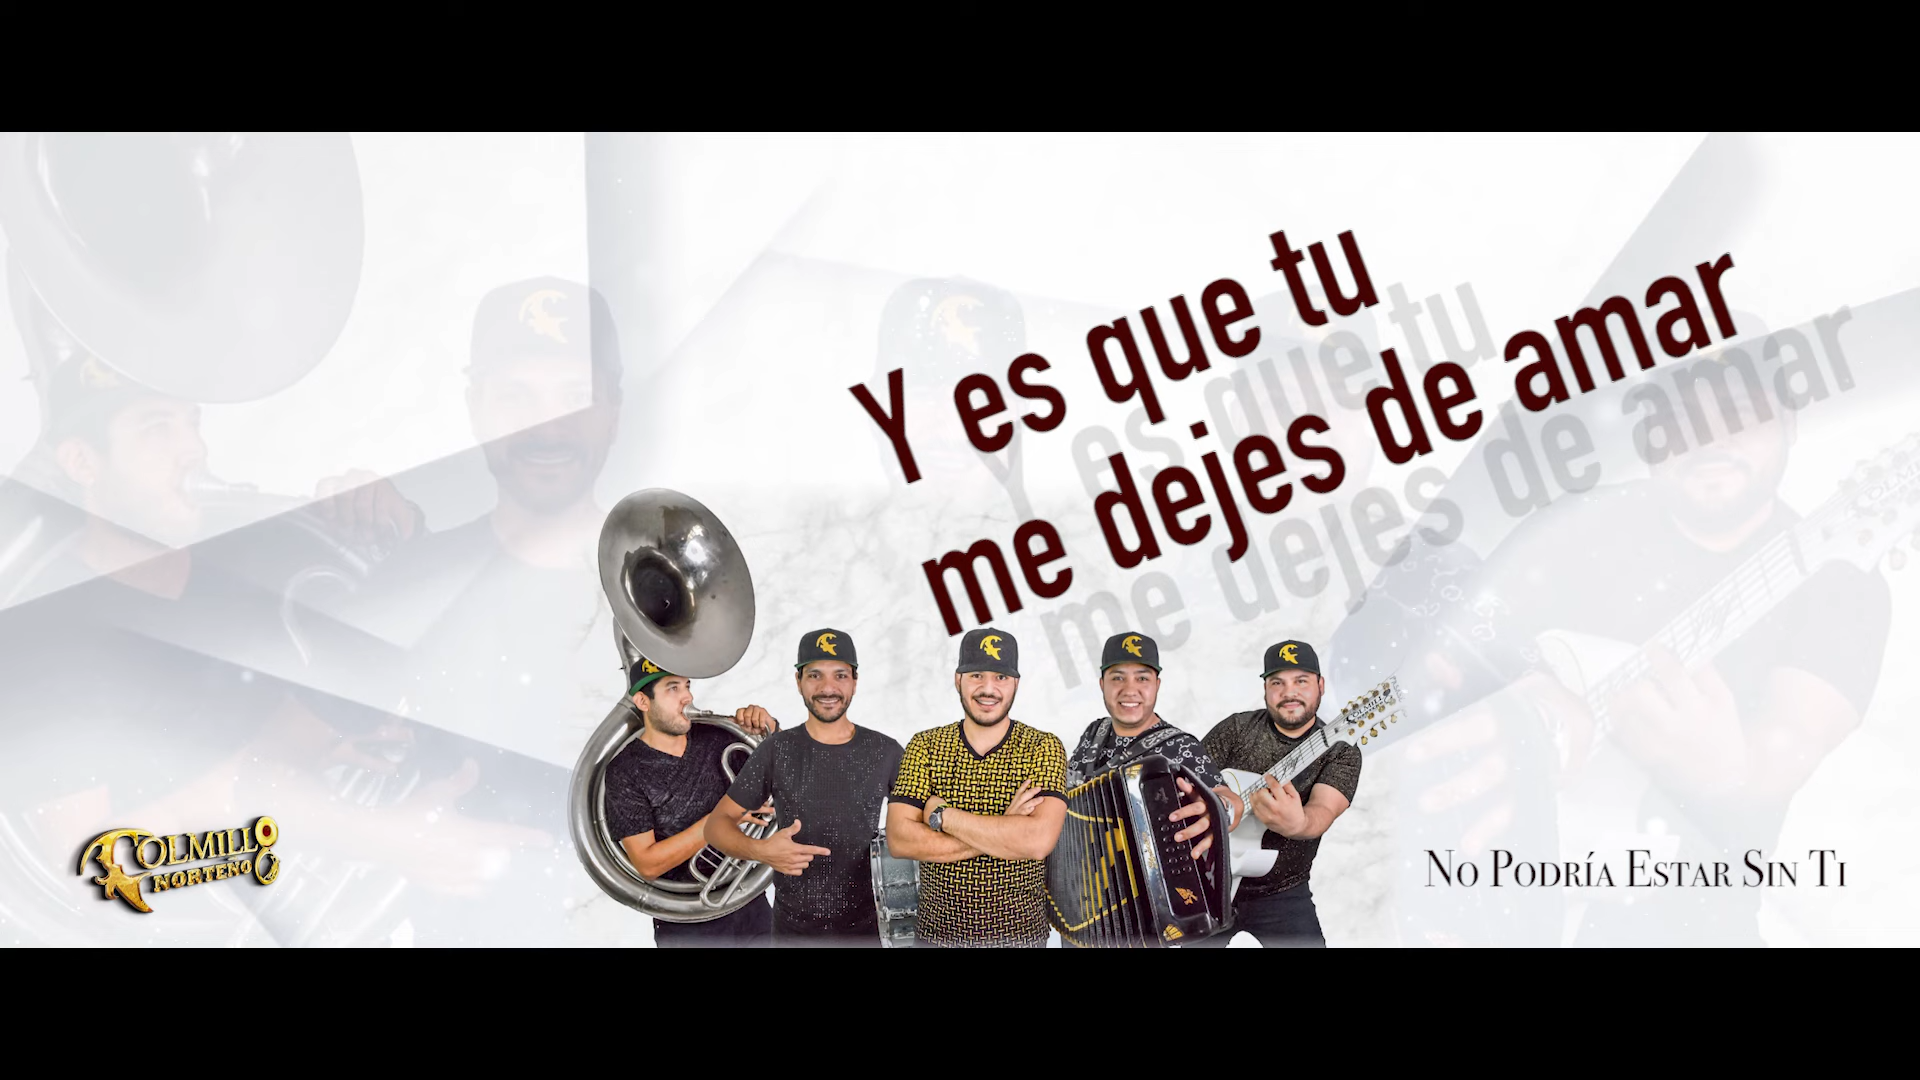 Y es que tu
me dejes de amar
COLMILLO
NORTEÑO
No Podría Estar Sin Ti